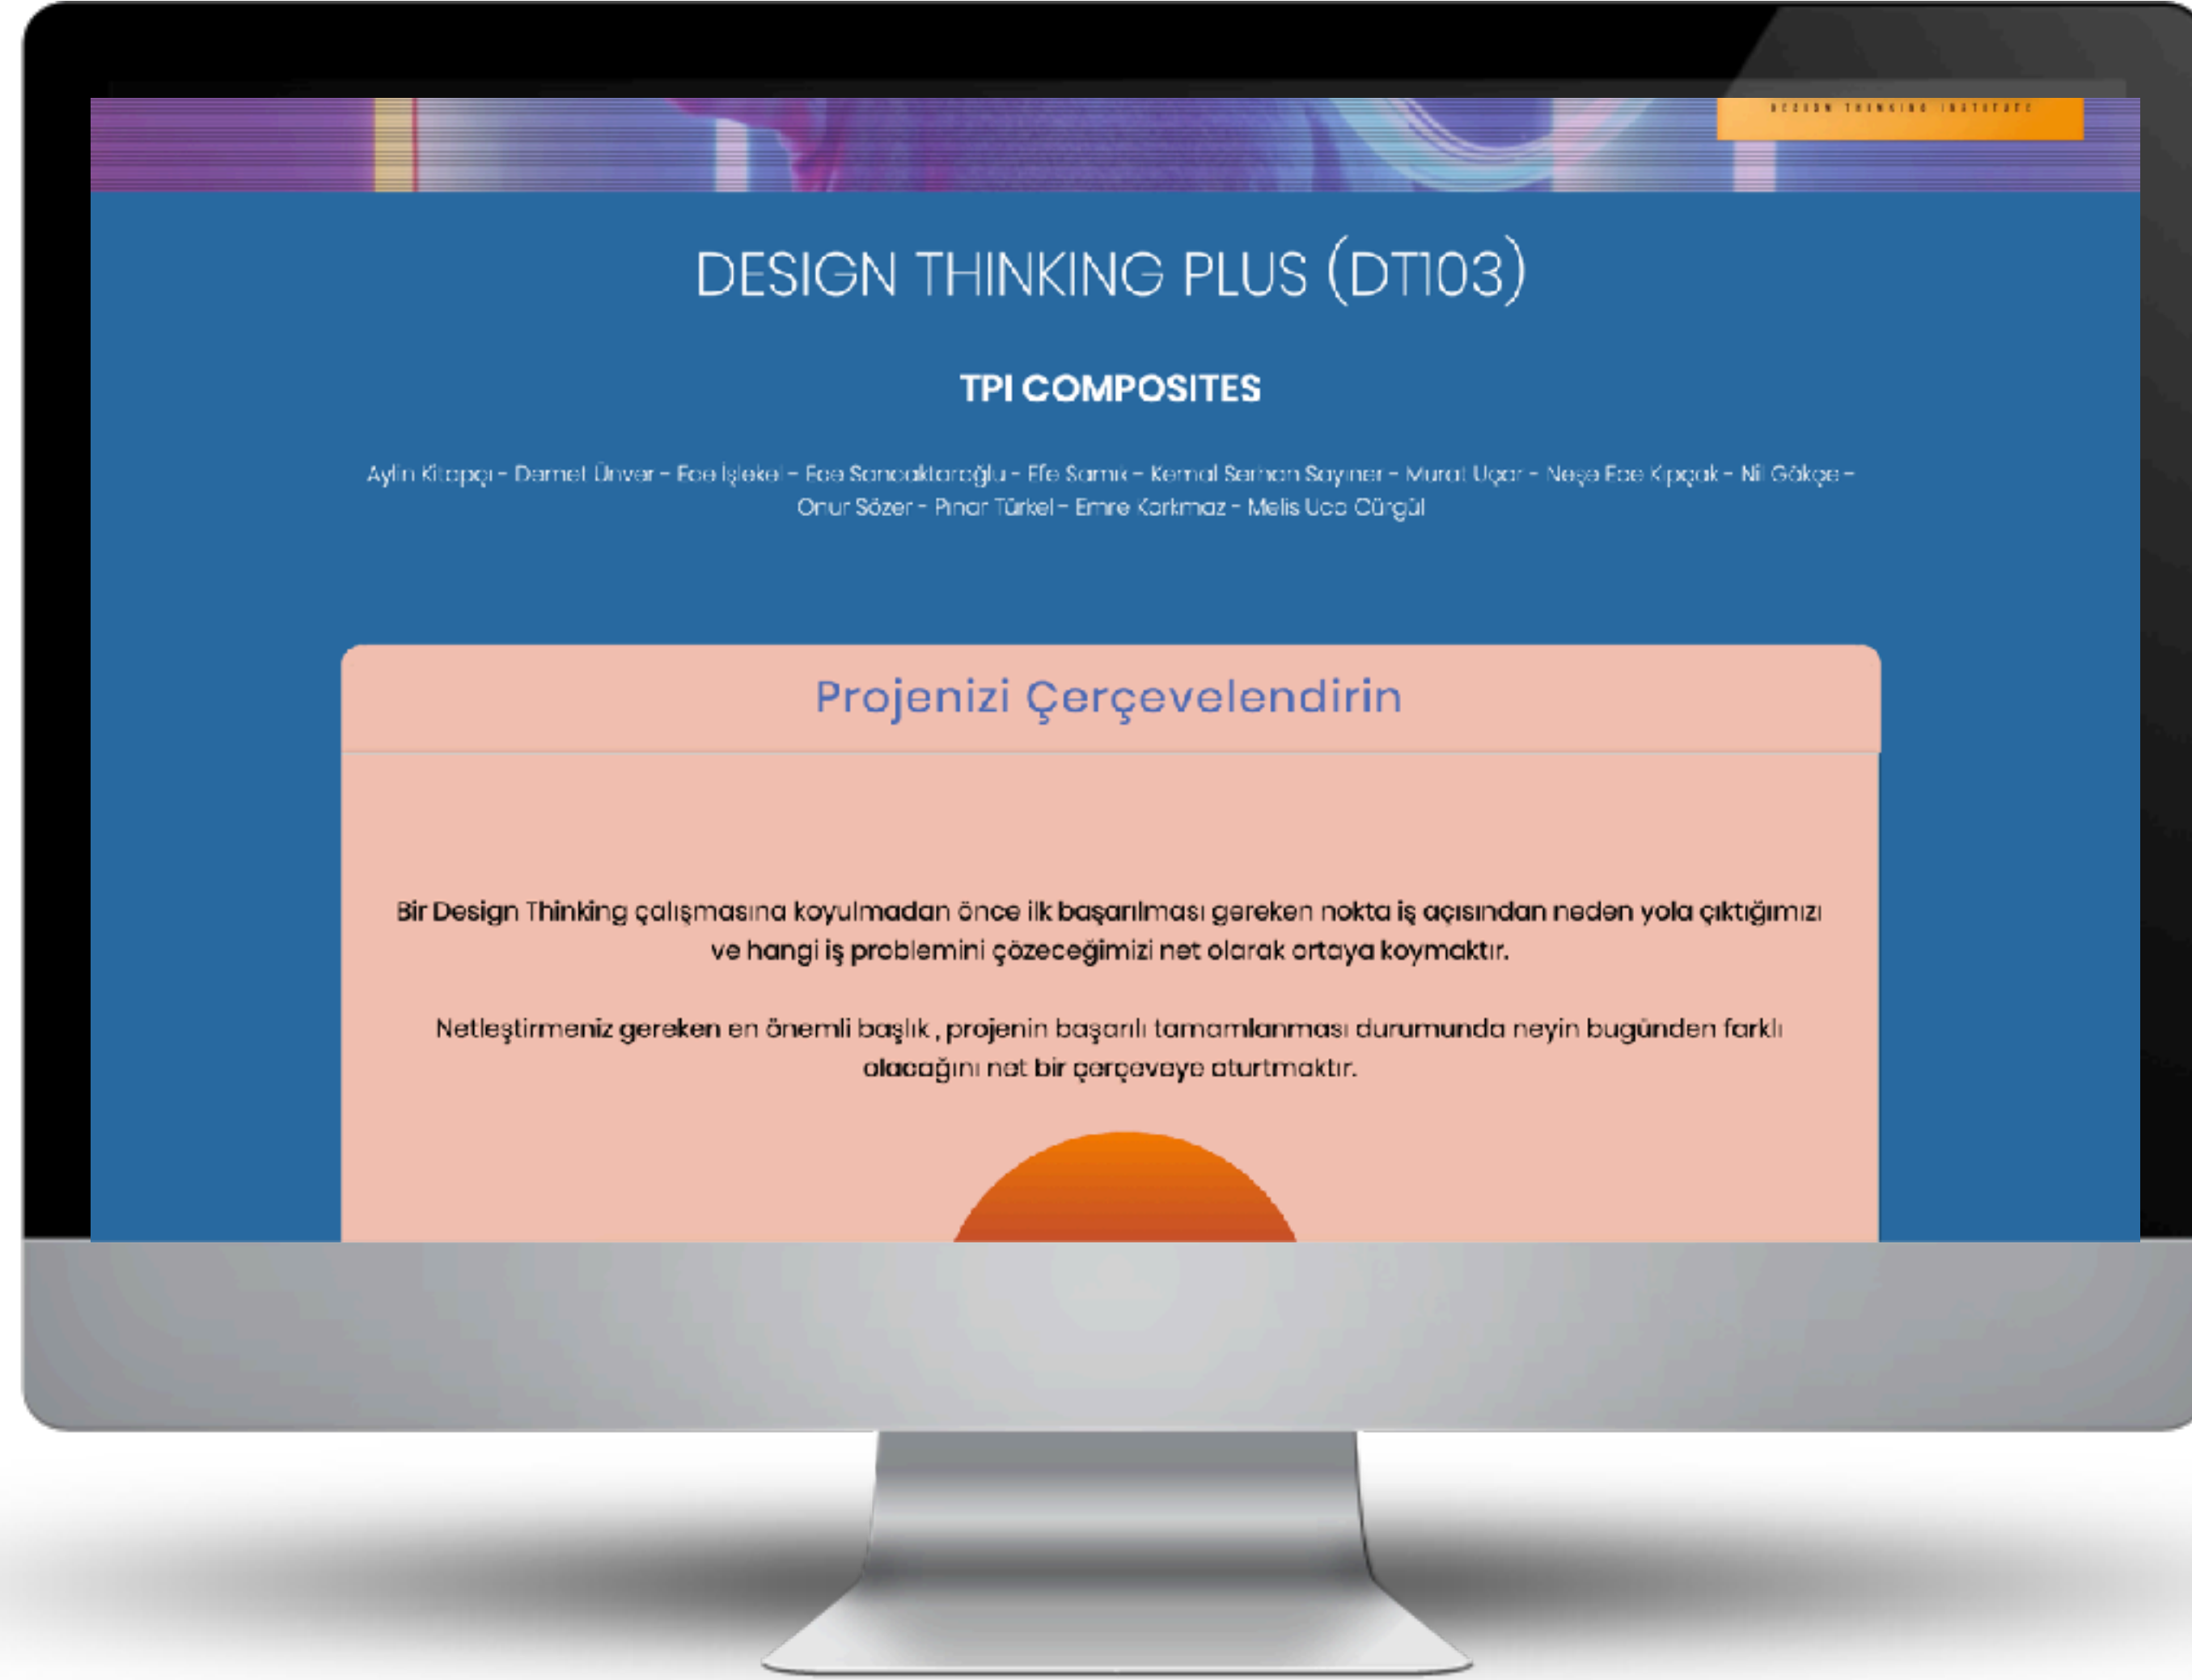 DESIGN THINKING INSTITUTE
DESIGN THINKING PLUS (DT103)
TPI COMPOSITES
Aylin Kitapçı - Demet Ünver - Ece İşlekel - Ece Sancaktaroğlu - Efe Samık - Kemal Serhan Sayıner - Murat Uçar - Neşe Ece Kıpçak - Nil Gökçe -
Onur Sözer - Pınar Türkel - Emre Korkmaz - Melis Uca Cürgül
Projenizi Çerçevelendirin
Bir Design Thinking çalışmasına koyulmadan önce ilk başarılması gereken nokta iş açısından neden yola çıktığımızı
ve hangi iş problemini çözeceğimizi net olarak ortaya koymaktır.
Netleştirmeniz gereken en önemli başlık , projenin başarılı tamamlanması durumunda neyin bugünden farklı
olacağını net bir çerçeveye oturtmaktır.